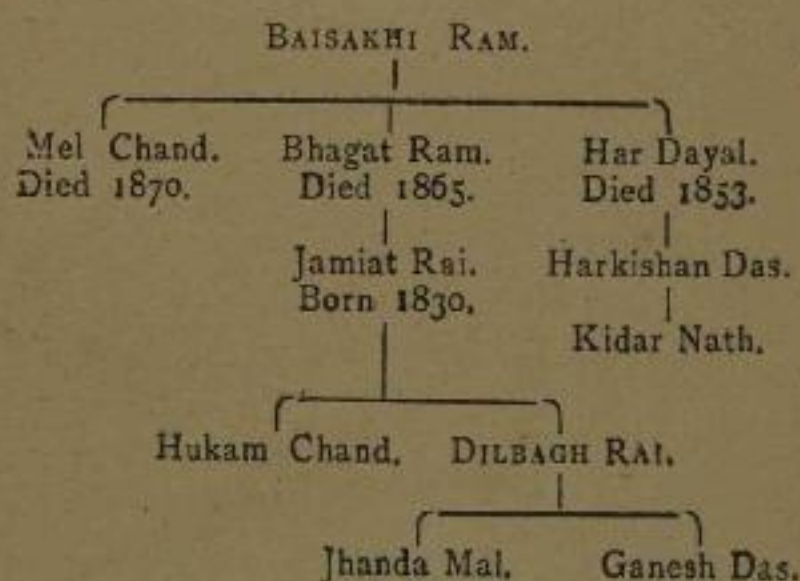 BAISAKHI RAM.
Mel Chand. Bhagat Ram. Har Dayal.
Died 1870. Died 1865. Died 1853.
Jamiat Rai. Harkishan Das.
Born 1830.
Kidar Nath.
Hukam Chand. DILBAGH RAI.
Jhanda Mal. Ganesh Das.